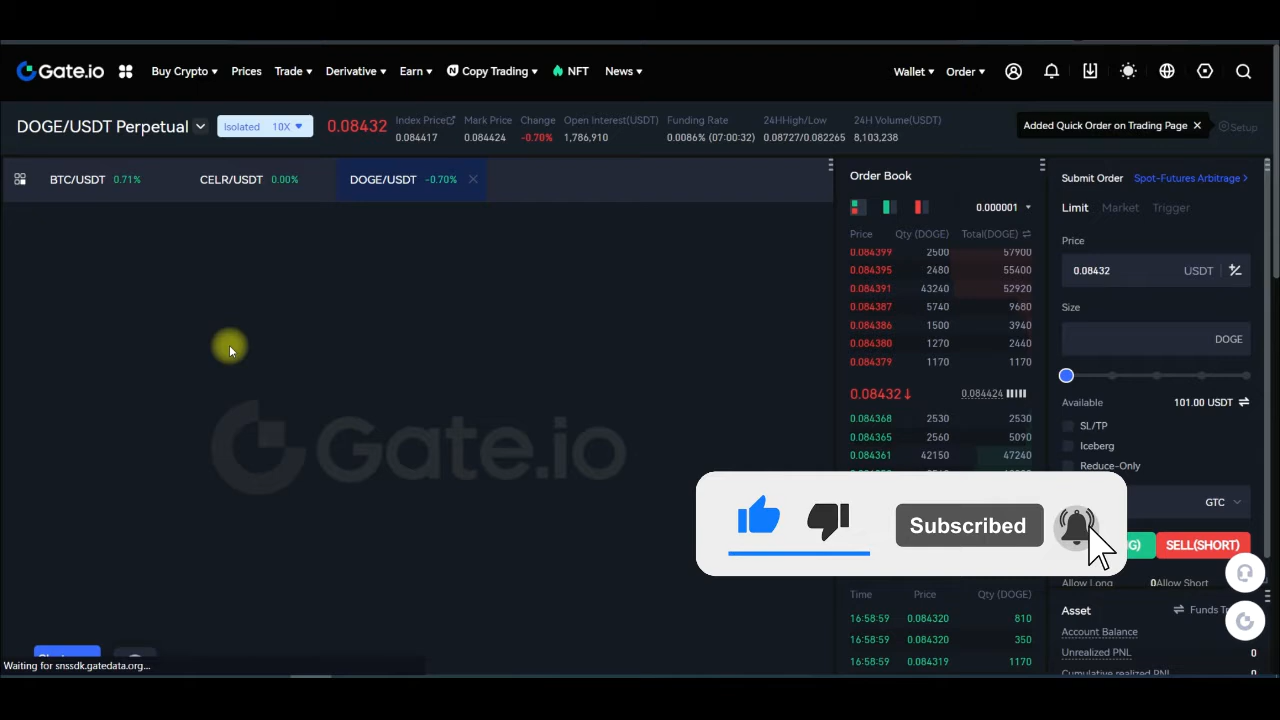 Gate.io Buy Crypto Prices Trade Derivative Earn Copy Trading NFT News Wallet Order
DOGE/USDT Perpetual Isolated 10X 0.08432
Index Price 0.084417
Mark Price 0.084424
Change -0.70%
Open Interest(USDT) 1,786,910
Funding Rate 0.0086% (07:00:32)
24HHigh/Low 0.08727/0.082265
24H Volume(USDT) 8,103,238
Added Quick Order on Trading Page Setup
BTC/USDT 0.71% CELR/USDT 0.00% DOGE/USDT -0.70%
Gate.io
Waiting for snssdk.gatedata.org...
Order Book
0.000001
Price Qty (DOGE) Total(DOGE)
0.084399 2500 57900
0.084395 2480 55400
0.084391 43240 52920
0.084387 5740 9680
0.084386 1500 3940
0.084380 1270 2440
0.084379 1170 1170
0.08432 0.084424
0.084368 2530 2530
0.084365 2560 5090
0.084361 42150 47240
Time Price Qty (DOGE)
16:58:59 0.084320 810
16:58:59 0.084320 350
16:58:59 0.084319 1170
Submit Order Spot-Futures Arbitrage
Limit Market Trigger
Price
0.08432 USDT
Size
DOGE
Available 101.00 USDT
SL/TP
Iceberg
Reduce-Only
GTC
SELL(SHORT)
Allow Long 0 Allow Short
Asset Funds
Account Balance
Unrealized PNL 0
Cumulative realized PNL 0
Subscribed